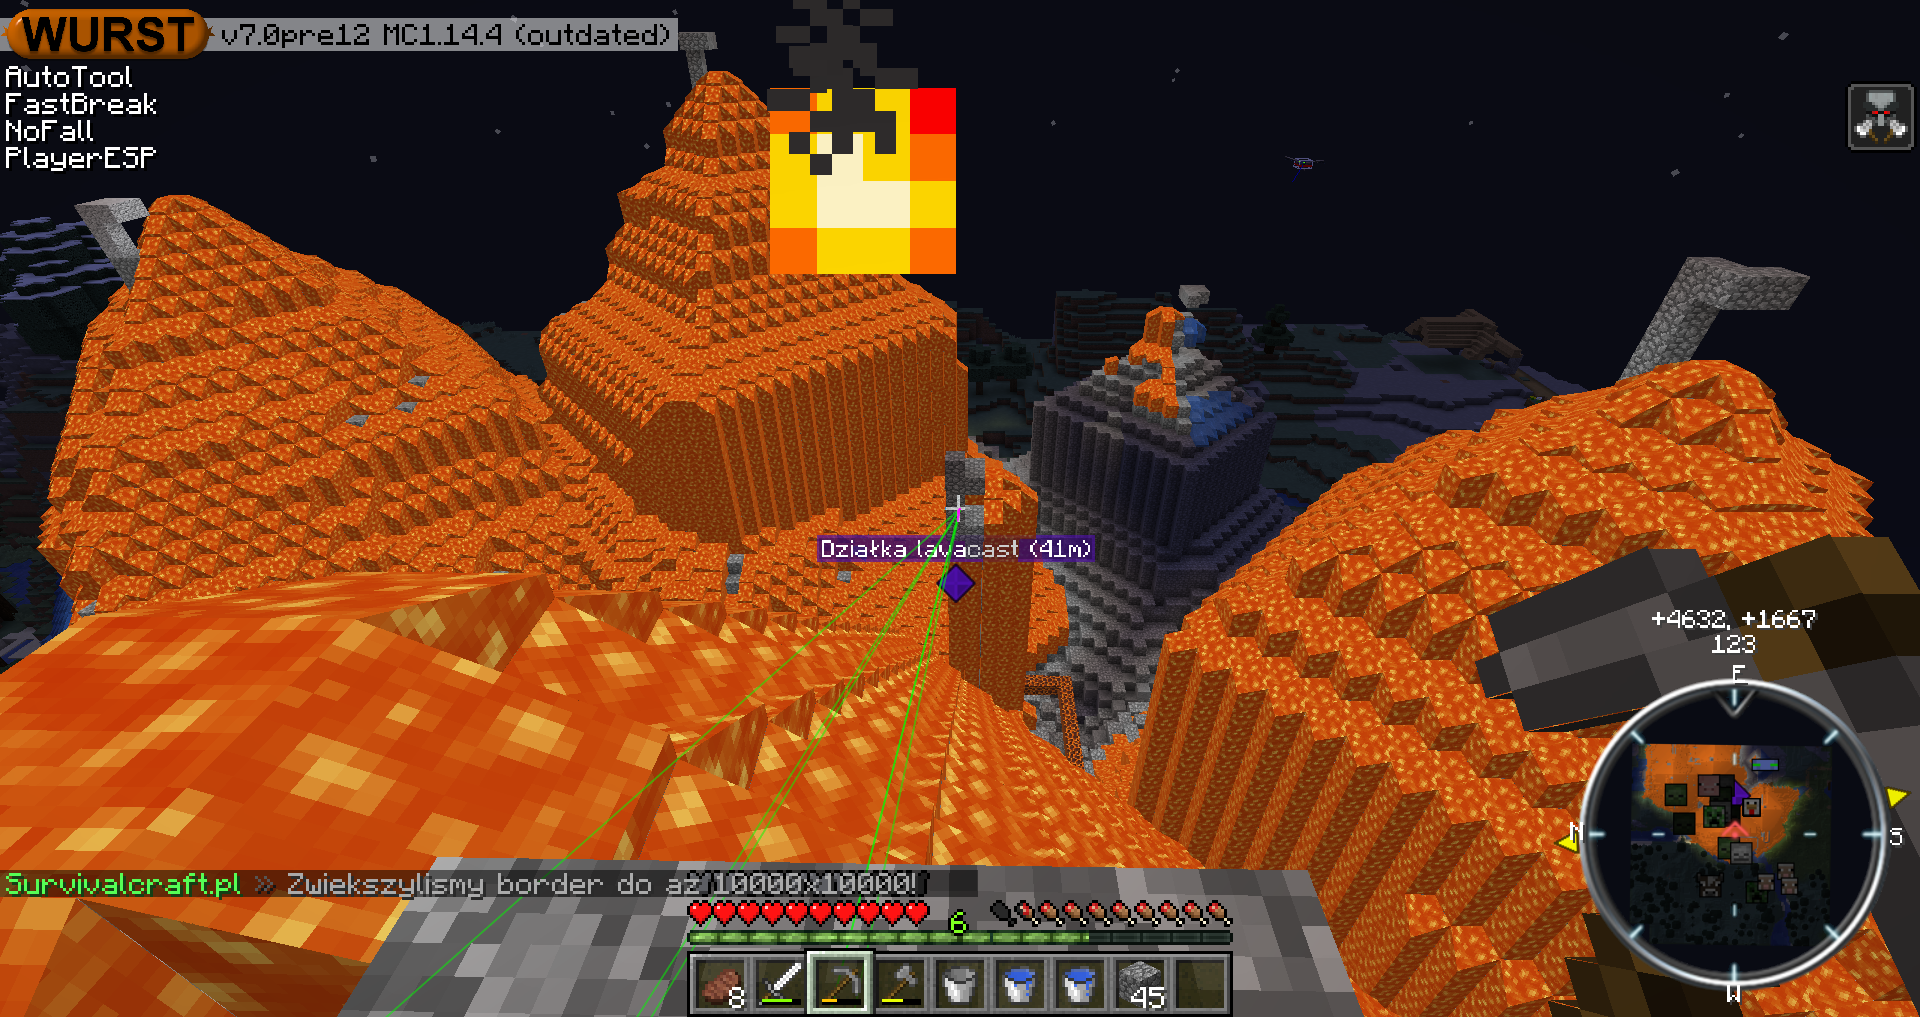 WURST v7.0pre12 MC1.14.4 (outdated)
AutoTool
FastBreak
NoFall
PlayerESP
Działka lavacast (41m)
+4632, +1667
123
E
N
S
W
Survivalcraft.pl » Zwiekszylismy border do az 10000x10000!
6
8
45